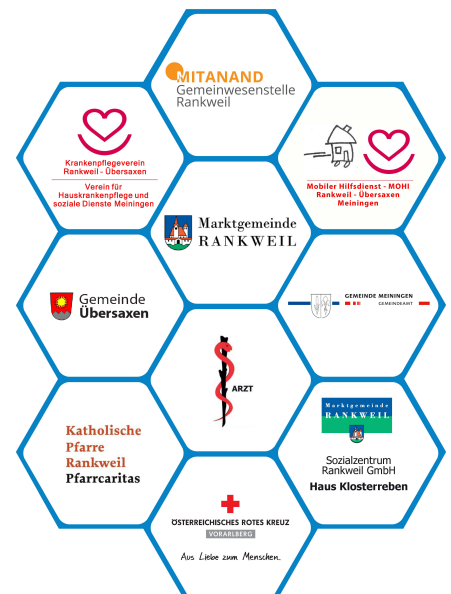 MITANAND
Gemeinwesenstelle
Rankweil
Krankenpflegeverein
Rankweil - Übersaxen
Verein für
Hauskrankenpflege und
soziale Dienste Meiningen
Mobiler Hilfsdienst - MOHI
Rankweil - Übersaxen
Meiningen
Marktgemeinde
RANKWEIL
Gemeinde
Übersaxen
GEMEINDE MEININGEN
GEMEINDEAMT
ARZT
Katholische
Pfarre
Rankweil
Pfarrcaritas
Marktgemeinde
RANKWEIL
Sozialzentrum
Rankweil GmbH
Haus Klosterreben
ÖSTERREICHISCHES ROTES KREUZ
VORARLBERG
Aus Liebe zum Menschen.